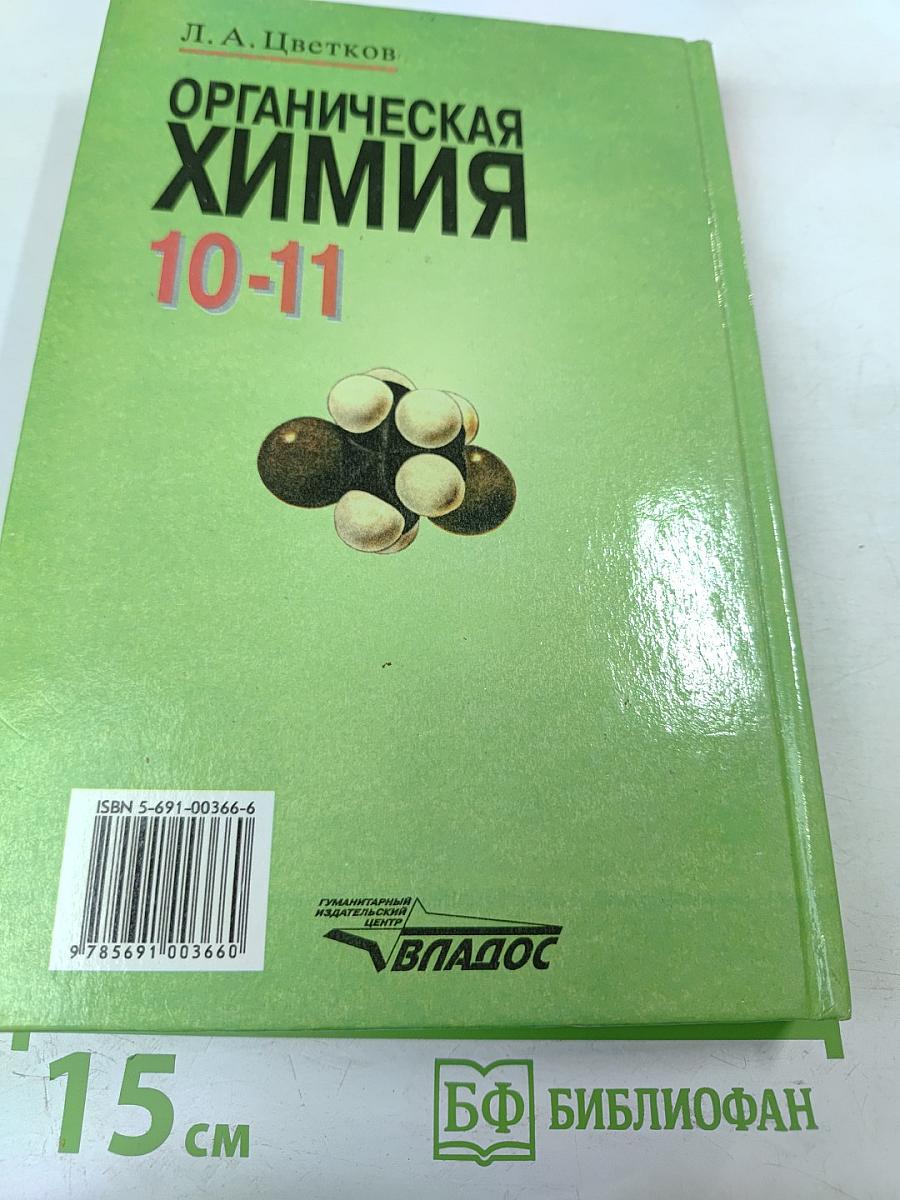 Л. А. Цветков
ОРГАНИЧЕСКАЯ
ХИМИЯ
10-11
ISBN 5-691-00366-6
9 785691 003660
ГУМАНИТАРНЫЙ
ИЗДАТЕЛЬСКИЙ
ЦЕНТР
ВЛАДОС
15 см
БФ БИБЛИОФАН